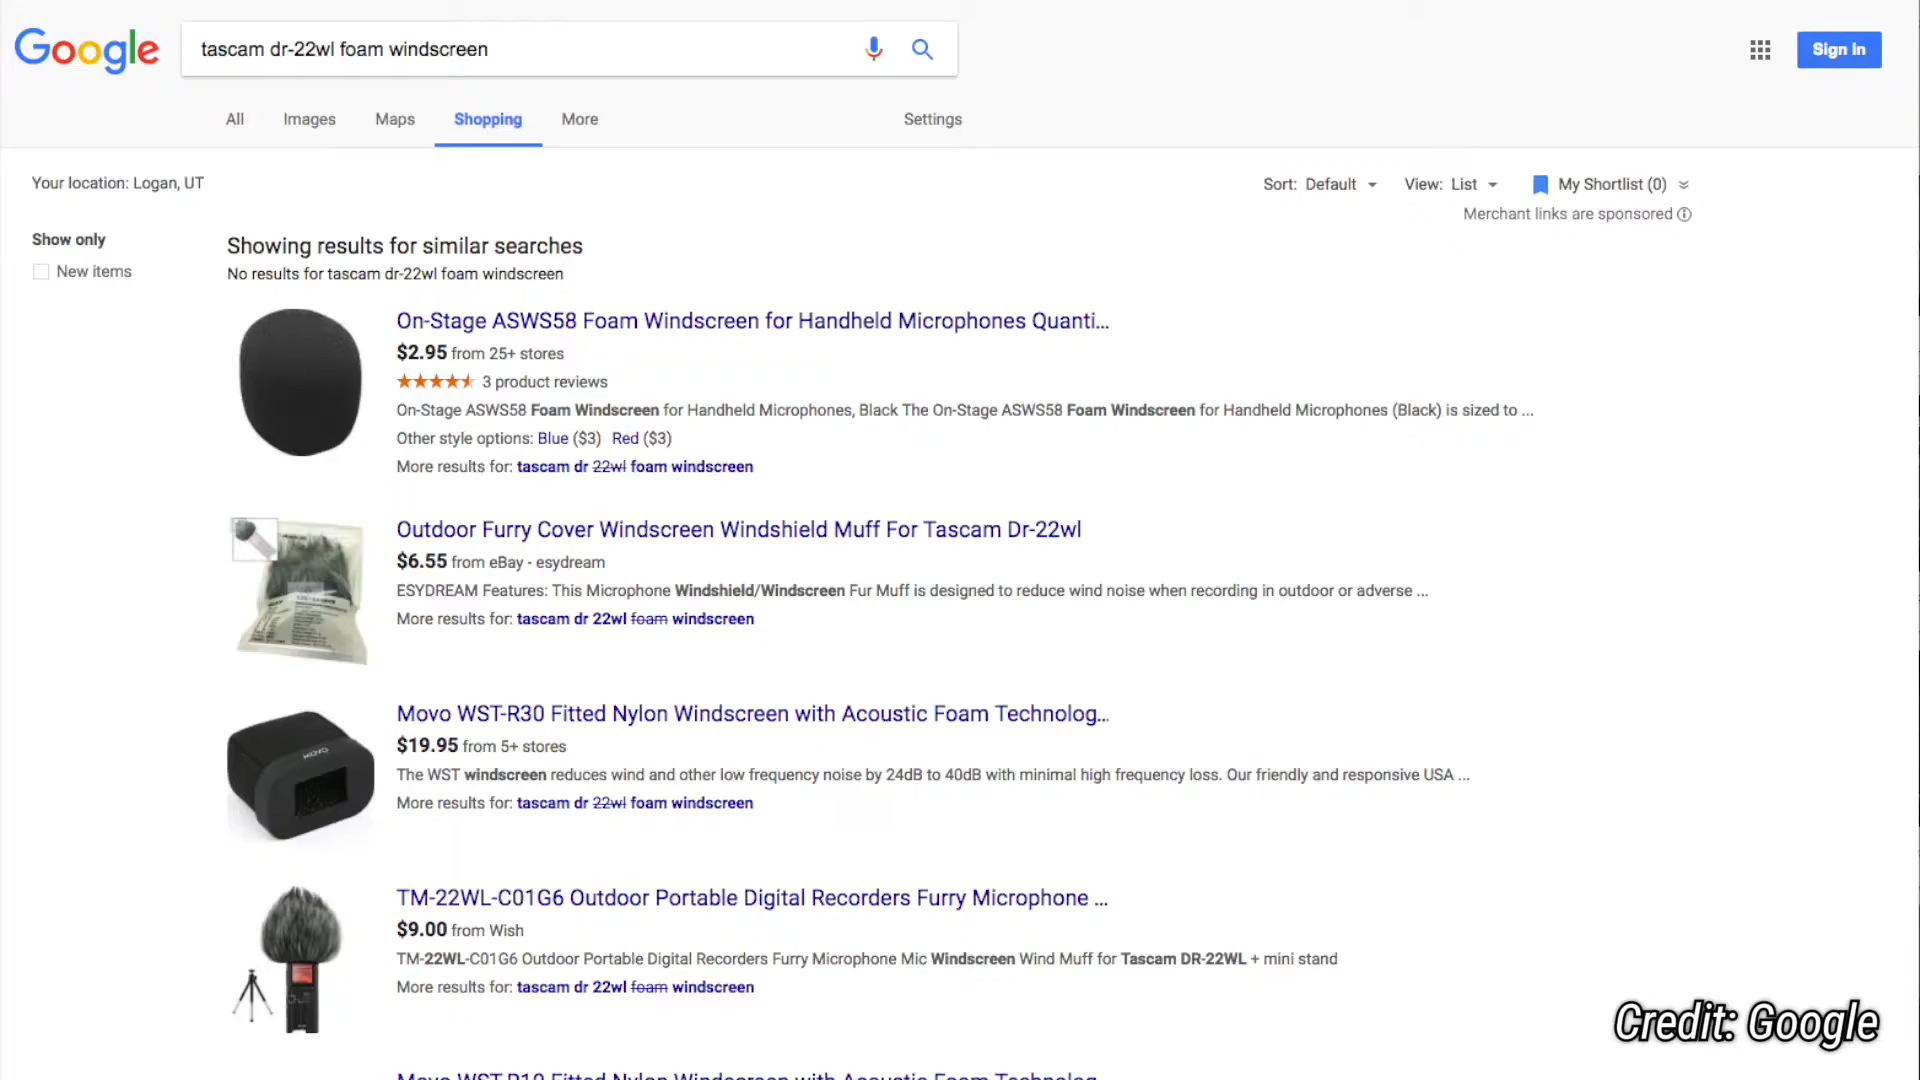 Google
tascam dr-22wl foam windscreen
Sign in
All Images Maps Shopping More Settings
Your location: Logan, UT
Sort: Default View: List My Shortlist (0)
Merchant links are sponsored
Show only
New items
Showing results for similar searches
No results for tascam dr-22wl foam windscreen
On-Stage ASWS58 Foam Windscreen for Handheld Microphones Quanti...
$2.95 from 25+ stores
3 product reviews
On-Stage ASWS58 Foam Windscreen for Handheld Microphones, Black The On-Stage ASWS58 Foam Windscreen for Handheld Microphones (Black) is sized to ...
Other style options: Blue ($3) Red ($3)
More results for: tascam dr 22wl foam windscreen
Outdoor Furry Cover Windscreen Windshield Muff For Tascam Dr-22wl
$6.55 from eBay - esydream
ESYDREAM Features: This Microphone Windshield/Windscreen Fur Muff is designed to reduce wind noise when recording in outdoor or adverse ...
More results for: tascam dr 22wl foam windscreen
MOVO
Movo WST-R30 Fitted Nylon Windscreen with Acoustic Foam Technolog...
$19.95 from 5+ stores
The WST windscreen reduces wind and other low frequency noise by 24dB to 40dB with minimal high frequency loss. Our friendly and responsive USA ...
More results for: tascam dr 22wl foam windscreen
TM-22WL-C01G6 Outdoor Portable Digital Recorders Furry Microphone ...
$9.00 from Wish
TM-22WL-C01G6 Outdoor Portable Digital Recorders Furry Microphone Mic Windscreen Wind Muff for Tascam DR-22WL + mini stand
More results for: tascam dr 22wl foam windscreen
Movo WST-R10 Fitted Nylon Windscreen with Acoustic Foam Technolog
Credit: Google